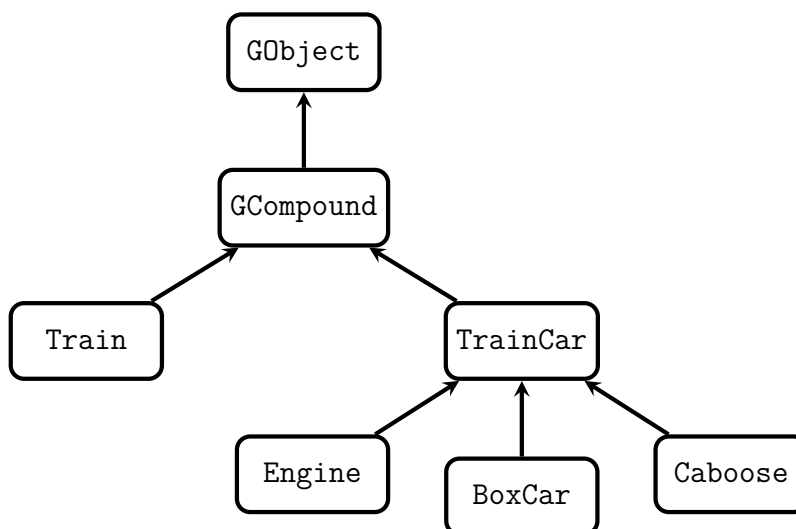 GObject
GCompound
Train
TrainCar
Engine
BoxCar
Caboose